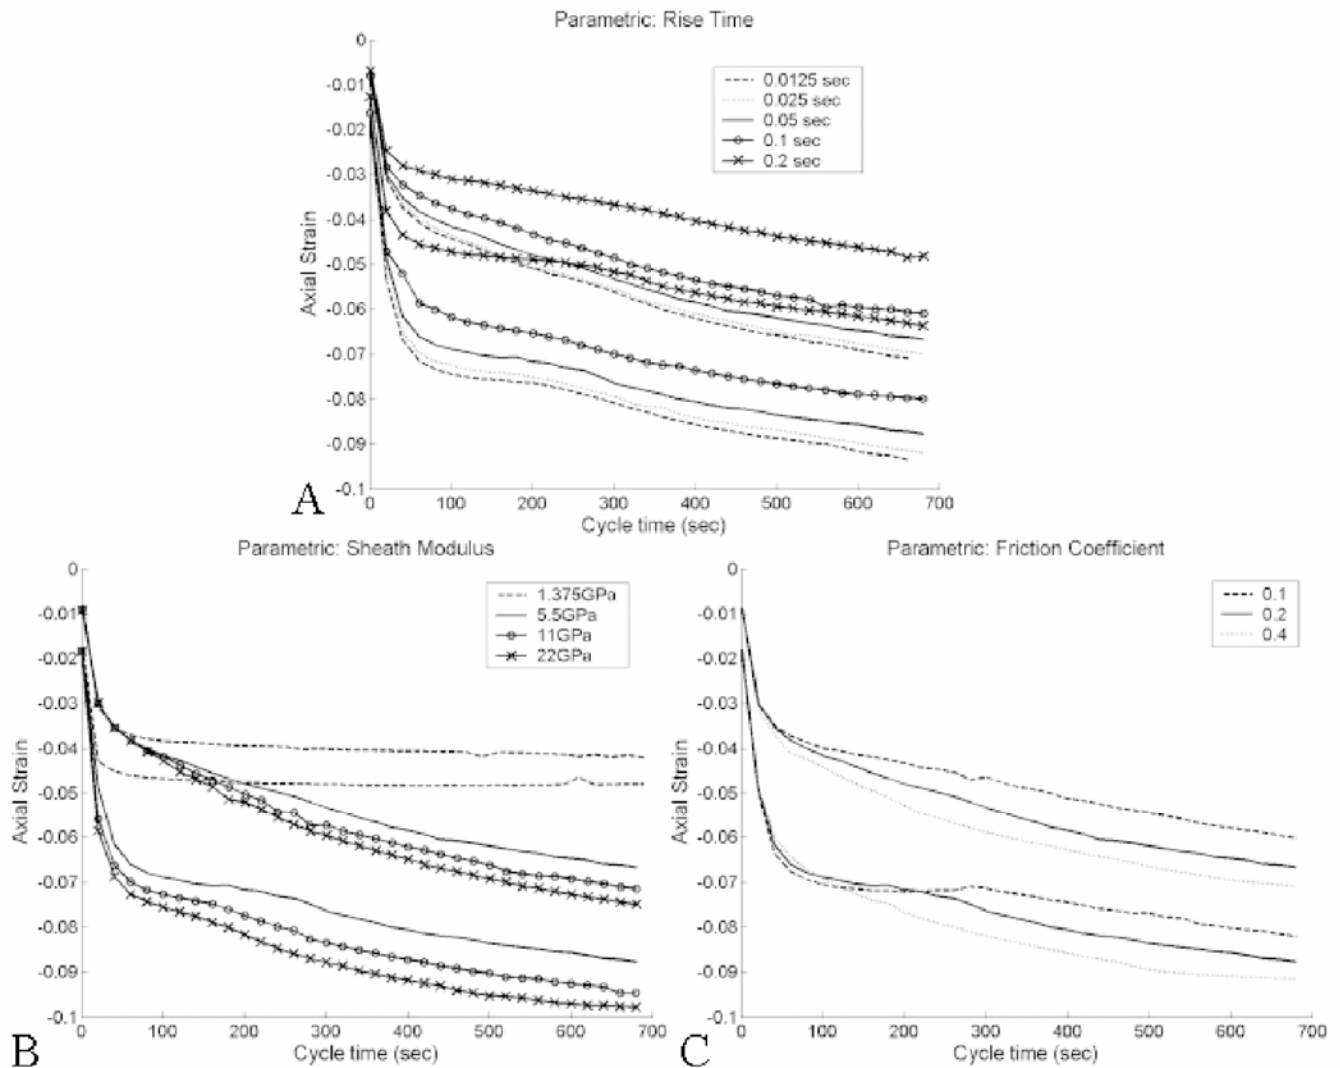 Parametric: Rise Time
0
-0.01
-0.02
-0.03
-0.04
-0.05
-0.06
-0.07
-0.08
-0.09
-0.1
Axial Strain
0.0125 sec
0.025 sec
0.05 sec
0.1 sec
0.2 sec
0 100 200 300 400 500 600 700
Cycle time (sec)
A
Parametric: Sheath Modulus
0
-0.01
-0.02
-0.03
-0.04
-0.05
-0.06
-0.07
-0.08
-0.09
-0.1
Axial Strain
1.375GPa
5.5GPa
11GPa
22GPa
0 100 200 300 400 500 600 700
Cycle time (sec)
B
Parametric: Friction Coefficient
0
-0.01
-0.02
-0.03
-0.04
-0.05
-0.06
-0.07
-0.08
-0.09
-0.1
Axial Strain
0.1
0.2
0.4
0 100 200 300 400 500 600 700
Cycle time (sec)
C